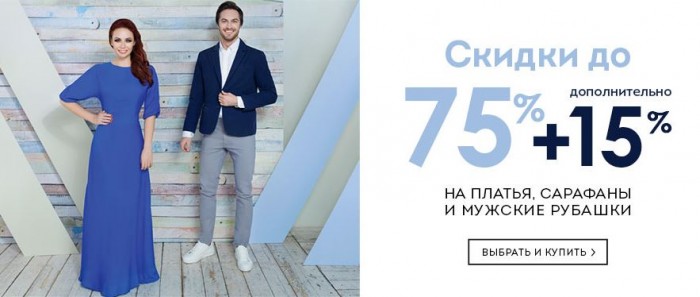 Скидки до
75%
дополнительно
+15%
НА ПЛАТЬЯ, САРАФАНЫ
И МУЖСКИЕ РУБАШКИ
ВЫБРАТЬ И КУПИТЬ >